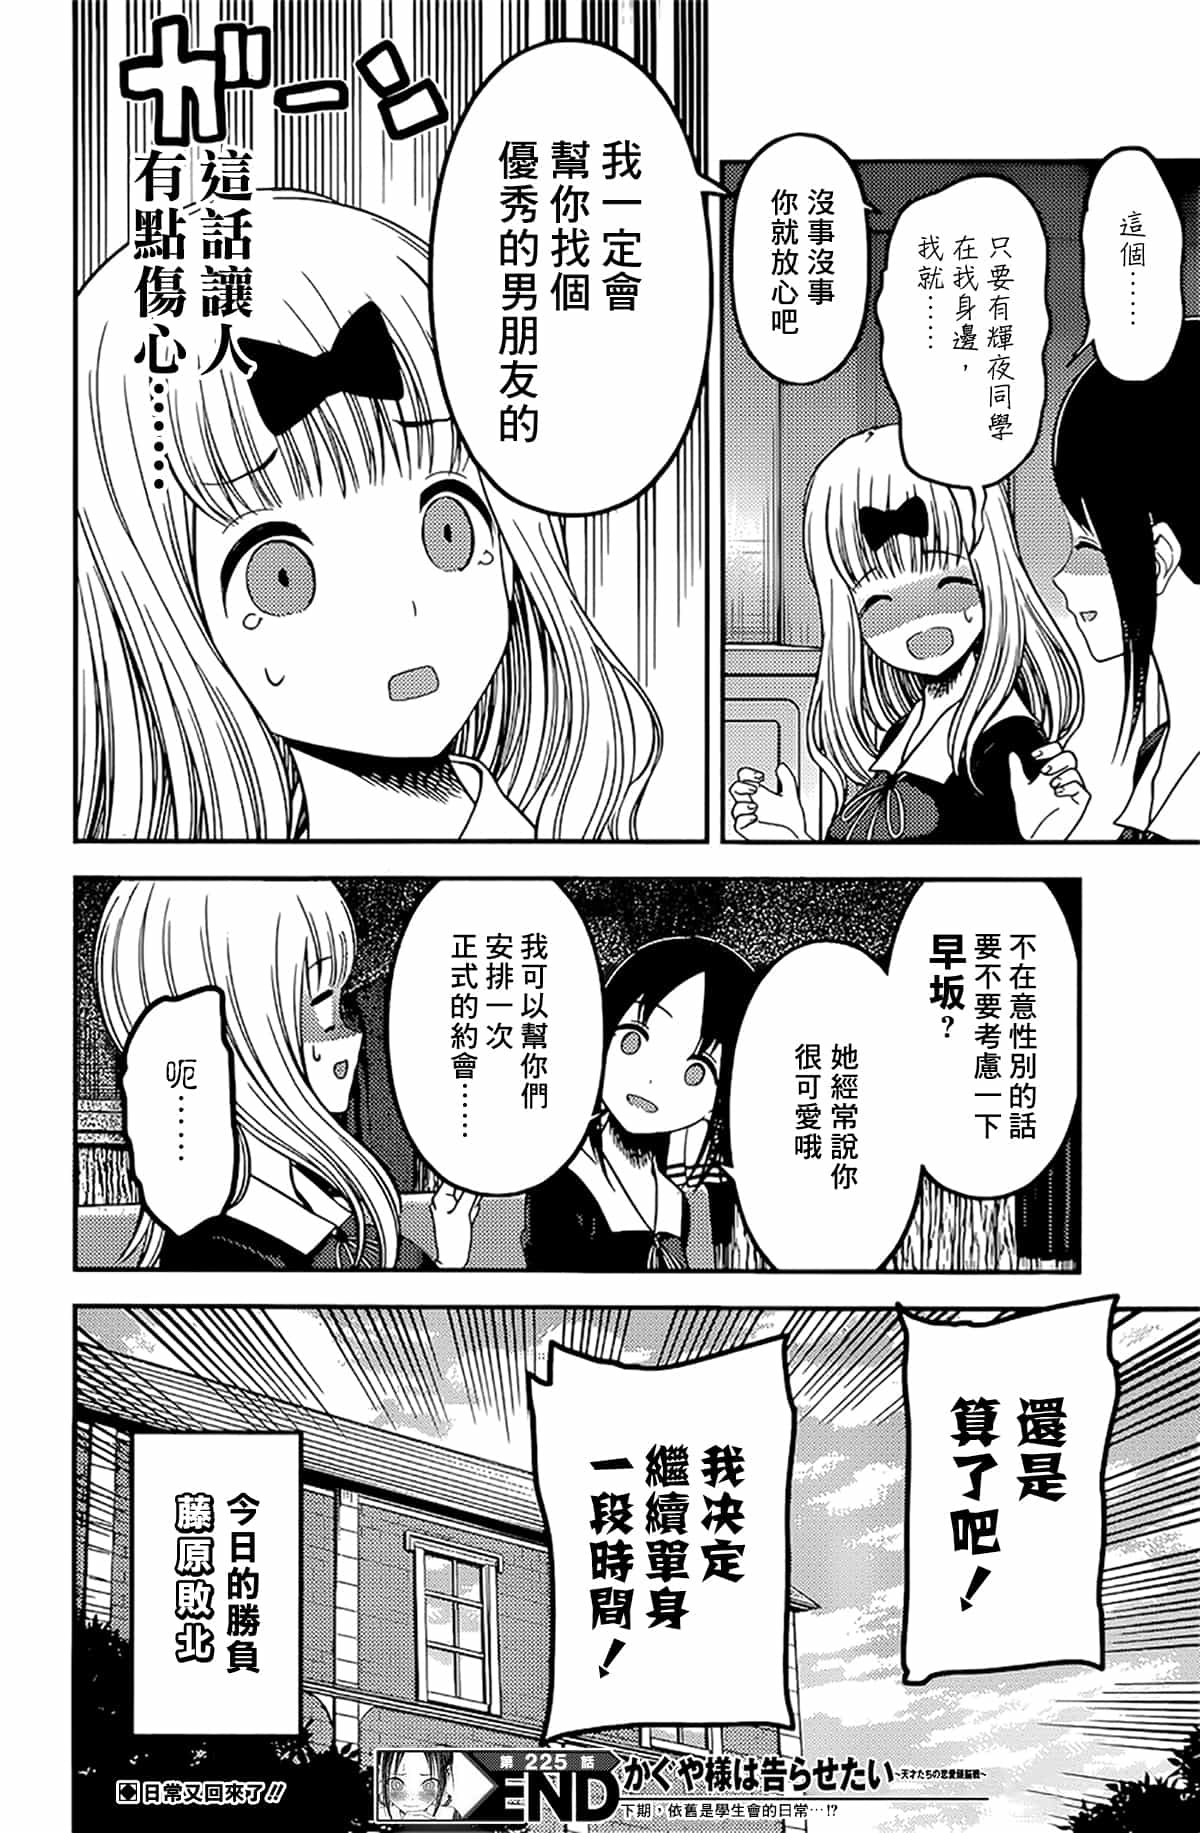 這個……
只要有輝夜同學
在我身邊，
我就……
沒事沒事
你就放心吧
我一定會
幫你找個
優秀的男朋友的
ガーン
這話讓人
有點傷心……
不在意性別的話
要不要考慮一下
早坂?
她經常說你
很可愛哦
我可以幫你們
安排一次
正式的約會……
呃……
還是
算了吧！
我決定
繼續單身
一段時間！
今日的勝負
藤原敗北
日常又回來了!!
第225話
END
かぐや様は告らせたい
～天才たちの恋愛頭脳戦～
下期，依舊是學生會的日常…!?